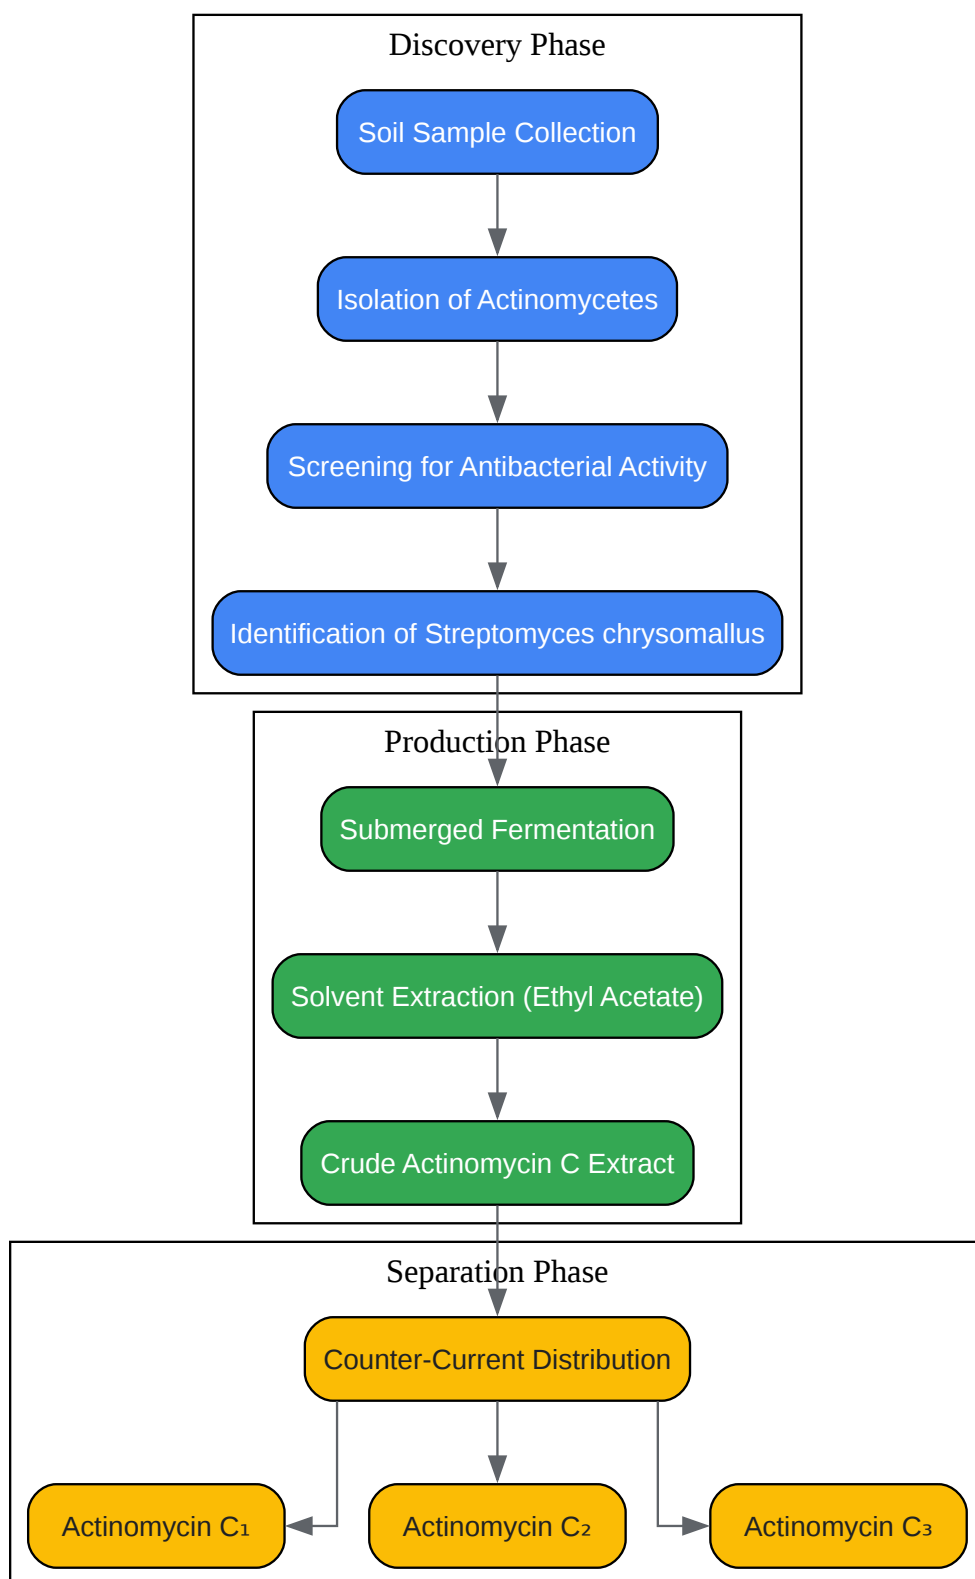 Discovery Phase
Soil Sample Collection
Isolation of Actinomycetes
Screening for Antibacterial Activity
Identification of Streptomyces chrysomallus
Production Phase
Submerged Fermentation
Solvent Extraction (Ethyl Acetate)
Crude Actinomycin C Extract
Separation Phase
Counter-Current Distribution
Actinomycin C₁
Actinomycin C₂
Actinomycin C₃